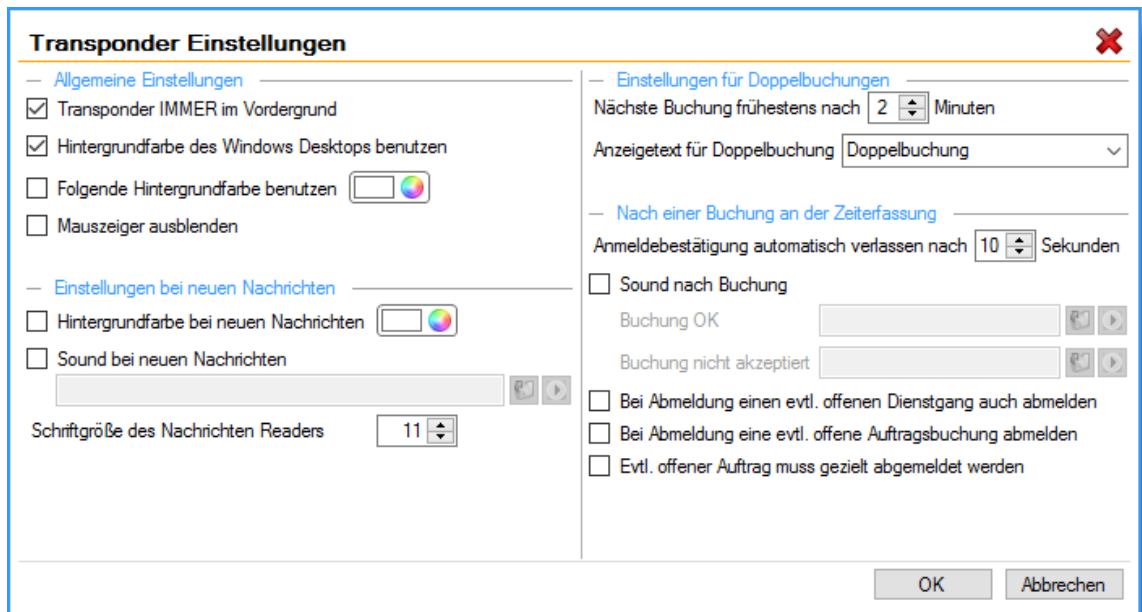 Transponder Einstellungen
Allgemeine Einstellungen
Transponder IMMER im Vordergrund
Hintergrundfarbe des Windows Desktops benutzen
Folgende Hintergrundfarbe benutzen
Mauszeiger ausblenden
Einstellungen bei neuen Nachrichten
Hintergrundfarbe bei neuen Nachrichten
Sound bei neuen Nachrichten
Schriftgröße des Nachrichten Readers 11
Einstellungen für Doppelbuchungen
Nächste Buchung frühestens nach 2 Minuten
Anzeigetext für Doppelbuchung Doppelbuchung
Nach einer Buchung an der Zeiterfassung
Anmeldebestätigung automatisch verlassen nach 10 Sekunden
Sound nach Buchung
Buchung OK
Buchung nicht akzeptiert
Bei Abmeldung einen evtl. offenen Dienstgang auch abmelden
Bei Abmeldung eine evtl. offene Auftragsbuchung abmelden
Evtl. offener Auftrag muss gezielt abgemeldet werden
OK Abbrechen